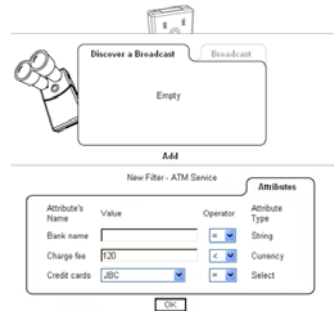 Discover a Broadcast Broadcast
Empty
Add
New Filter - ATM Service
Attributes
Attribute's Name Value Operator Attribute Type
Bank name = String
Charge fee 120 < Currency
Credit cards JBC = Select
OK